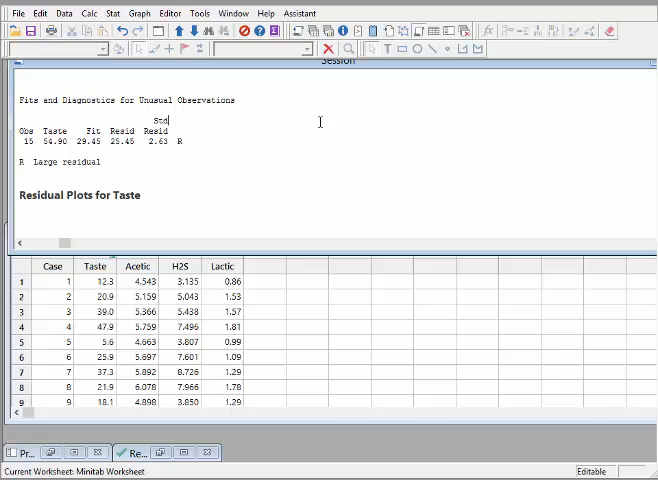 File Edit Data Calc Stat Graph Editor Tools Window Help Assistant
Session
Fits and Diagnostics for Unusual Observations
Std
Obs Taste Fit Resid Resid
15 54.90 29.45 25.45 2.63 R
R Large residual
Residual Plots for Taste
Case Taste Acetic H2S Lactic
1 1 12.3 4.543 3.135 0.86
2 2 20.9 5.159 5.043 1.53
3 3 39.0 5.366 5.438 1.57
4 4 47.9 5.759 7.496 1.81
5 5 5.6 4.663 3.807 0.99
6 6 25.9 5.697 7.601 1.09
7 7 37.3 5.892 8.726 1.29
8 8 21.9 6.078 7.966 1.78
9 9 18.1 4.898 3.850 1.29
Pr... Re...
Current Worksheet: Minitab Worksheet Editable